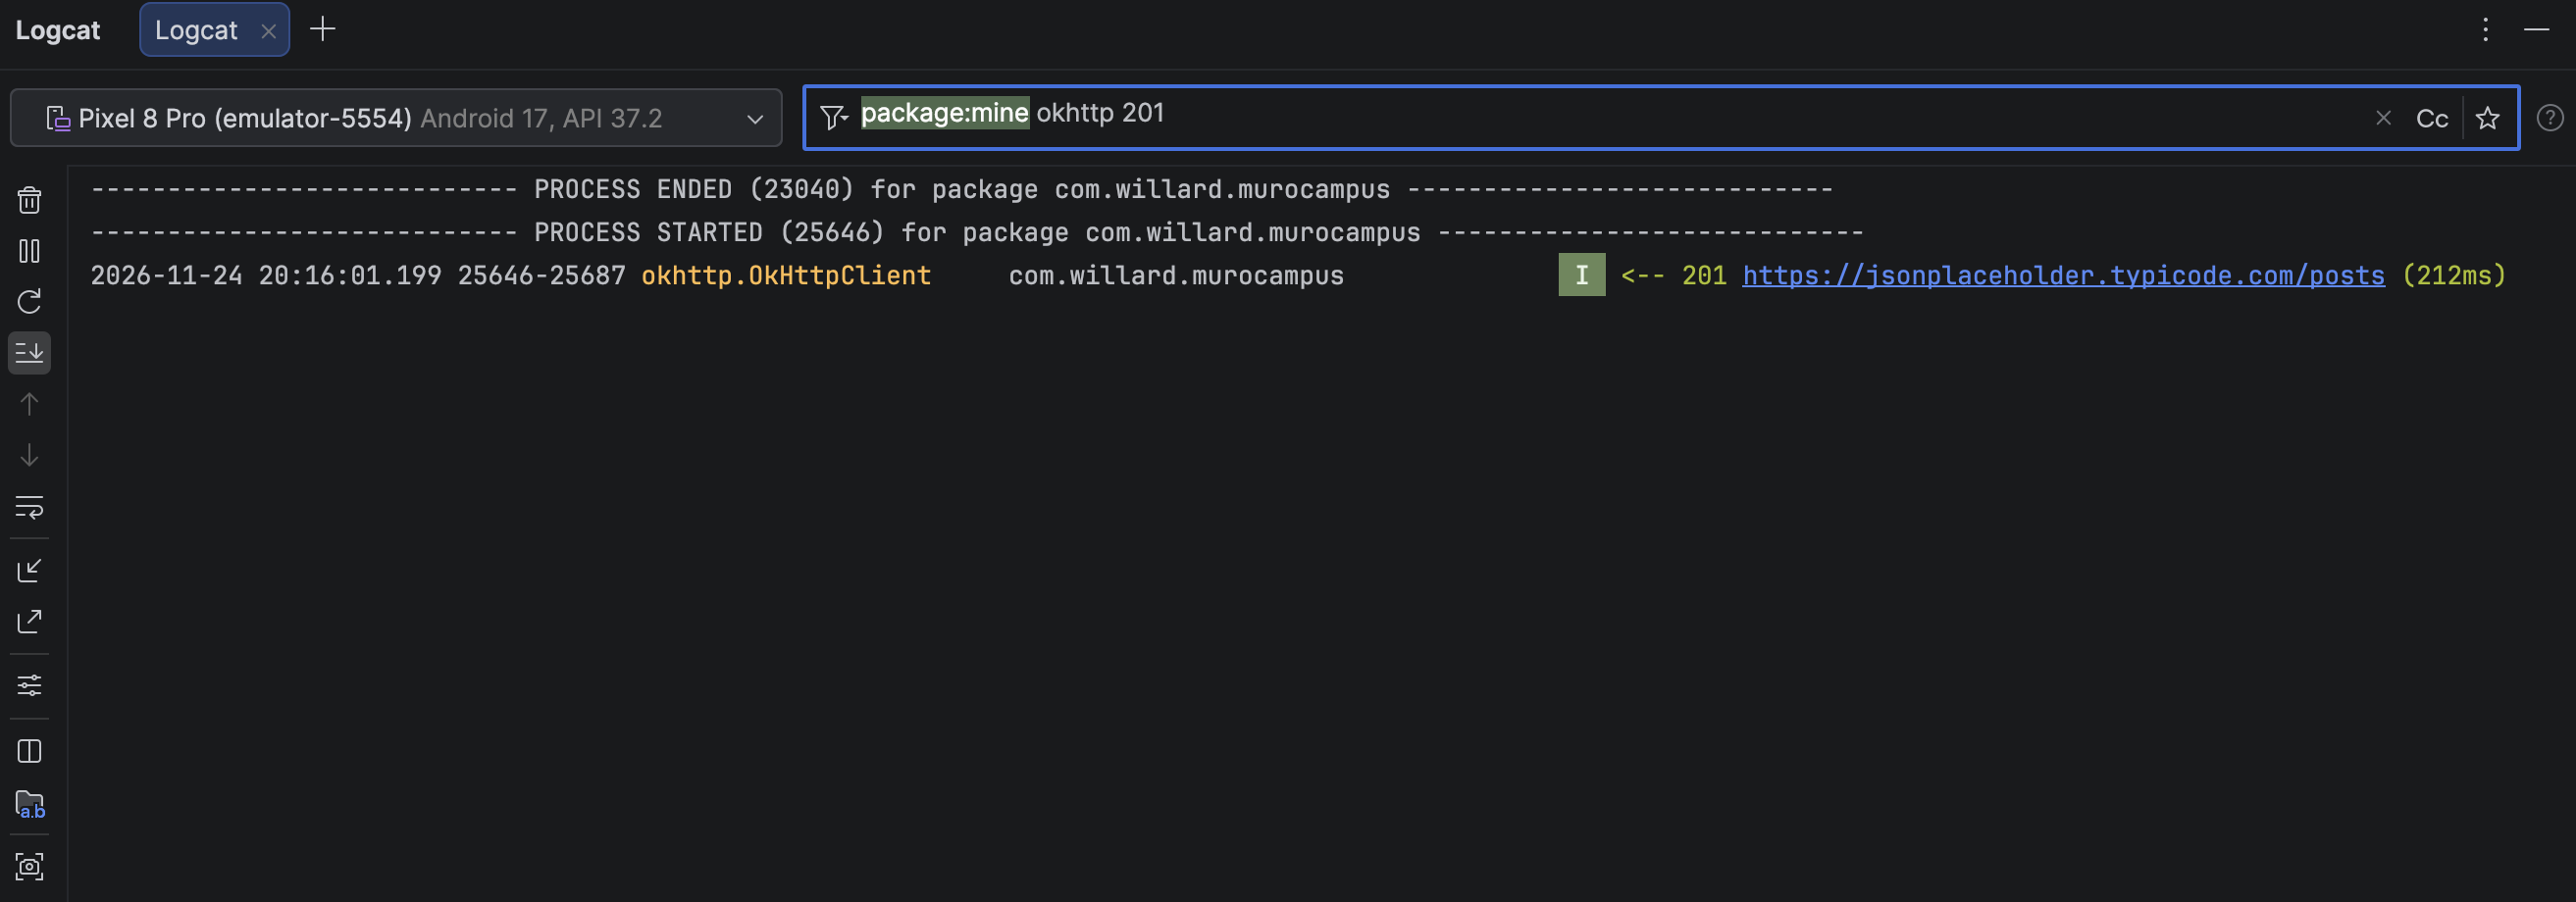 Logcat Logcat
Pixel 8 Pro (emulator-5554) Android 17, API 37.2 package:mine okhttp 201 Cc ?
---------------------------- PROCESS ENDED (23040) for package com.willard.murocampus ----------------------------
---------------------------- PROCESS STARTED (25646) for package com.willard.murocampus ----------------------------
2026-11-24 20:16:01.199 25646-25687 okhttp.OkHttpClient com.willard.murocampus I <-- 201 https://jsonplaceholder.typicode.com/posts (212ms)
a.b